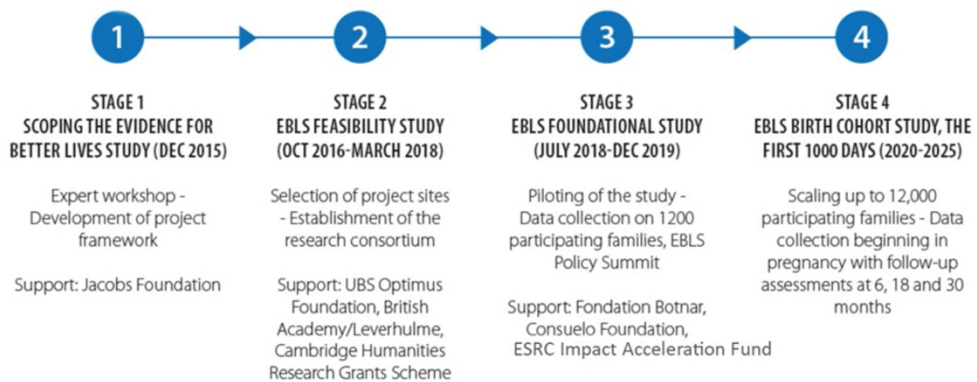 1
2
3
4
STAGE 1
SCOPING THE EVIDENCE FOR
BETTER LIVES STUDY (DEC 2015)
Expert workshop -
Development of project
framework
Support: Jacobs Foundation
STAGE 2
EBLS FEASIBILITY STUDY
(OCT 2016-MARCH 2018)
Selection of project sites
- Establishment of the
research consortium
Support: UBS Optimus
Foundation, British
Academy/Leverhulme,
Cambridge Humanities
Research Grants Scheme
STAGE 3
EBLS FOUNDATIONAL STUDY
(JULY 2018-DEC 2019)
Piloting of the study -
Data collection on 1200
participating families, EBLS
Policy Summit
Support: Fondation Botnar,
Consuelo Foundation,
ESRC Impact Acceleration Fund
STAGE 4
EBLS BIRTH COHORT STUDY, THE
FIRST 1000 DAYS (2020-2025)
Scaling up to 12,000
participating families - Data
collection beginning in
pregnancy with follow-up
assessments at 6, 18 and 30
months